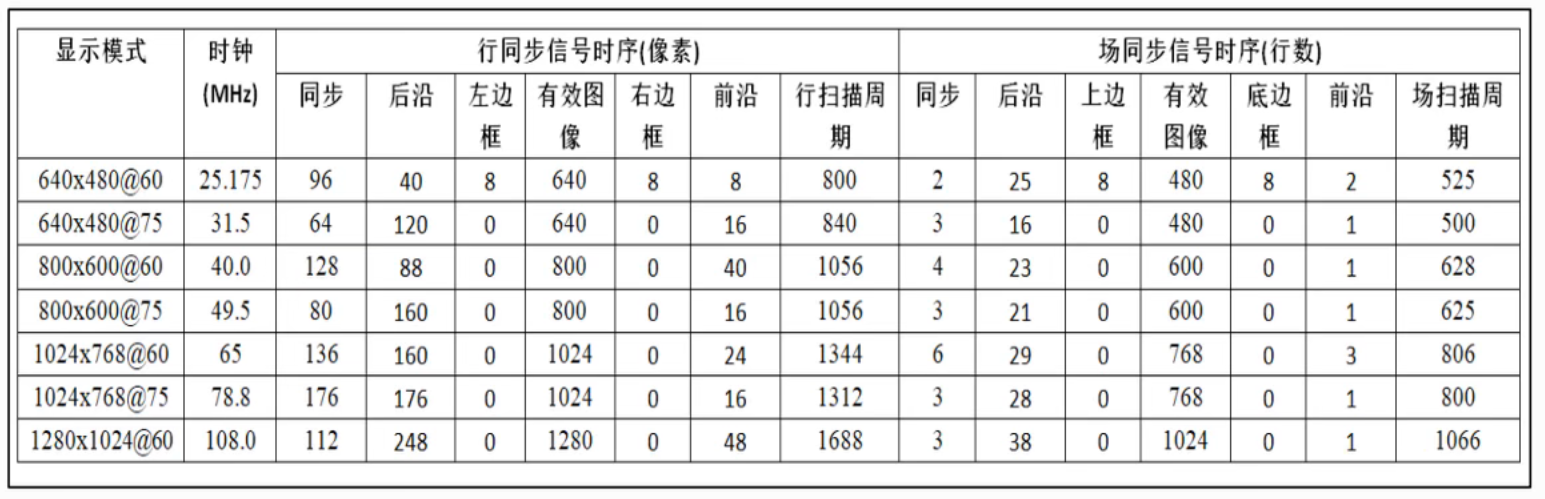 显示模式 时钟(MHz) 行同步信号时序(像素) 场同步信号时序(行数)
同步 后沿 左边框 有效图像 右边框 前沿 行扫描周期 同步 后沿 上边框 有效图像 底边框 前沿 场扫描周期
640x480@60 25.175 96 40 8 640 8 8 800 2 25 8 480 8 2 525
640x480@75 31.5 64 120 0 640 0 16 840 3 16 0 480 0 1 500
800x600@60 40.0 128 88 0 800 0 40 1056 4 23 0 600 0 1 628
800x600@75 49.5 80 160 0 800 0 16 1056 3 21 0 600 0 1 625
1024x768@60 65 136 160 0 1024 0 24 1344 6 29 0 768 0 3 806
1024x768@75 78.8 176 176 0 1024 0 16 1312 3 28 0 768 0 1 800
1280x1024@60 108.0 112 248 0 1280 0 48 1688 3 38 0 1024 0 1 1066